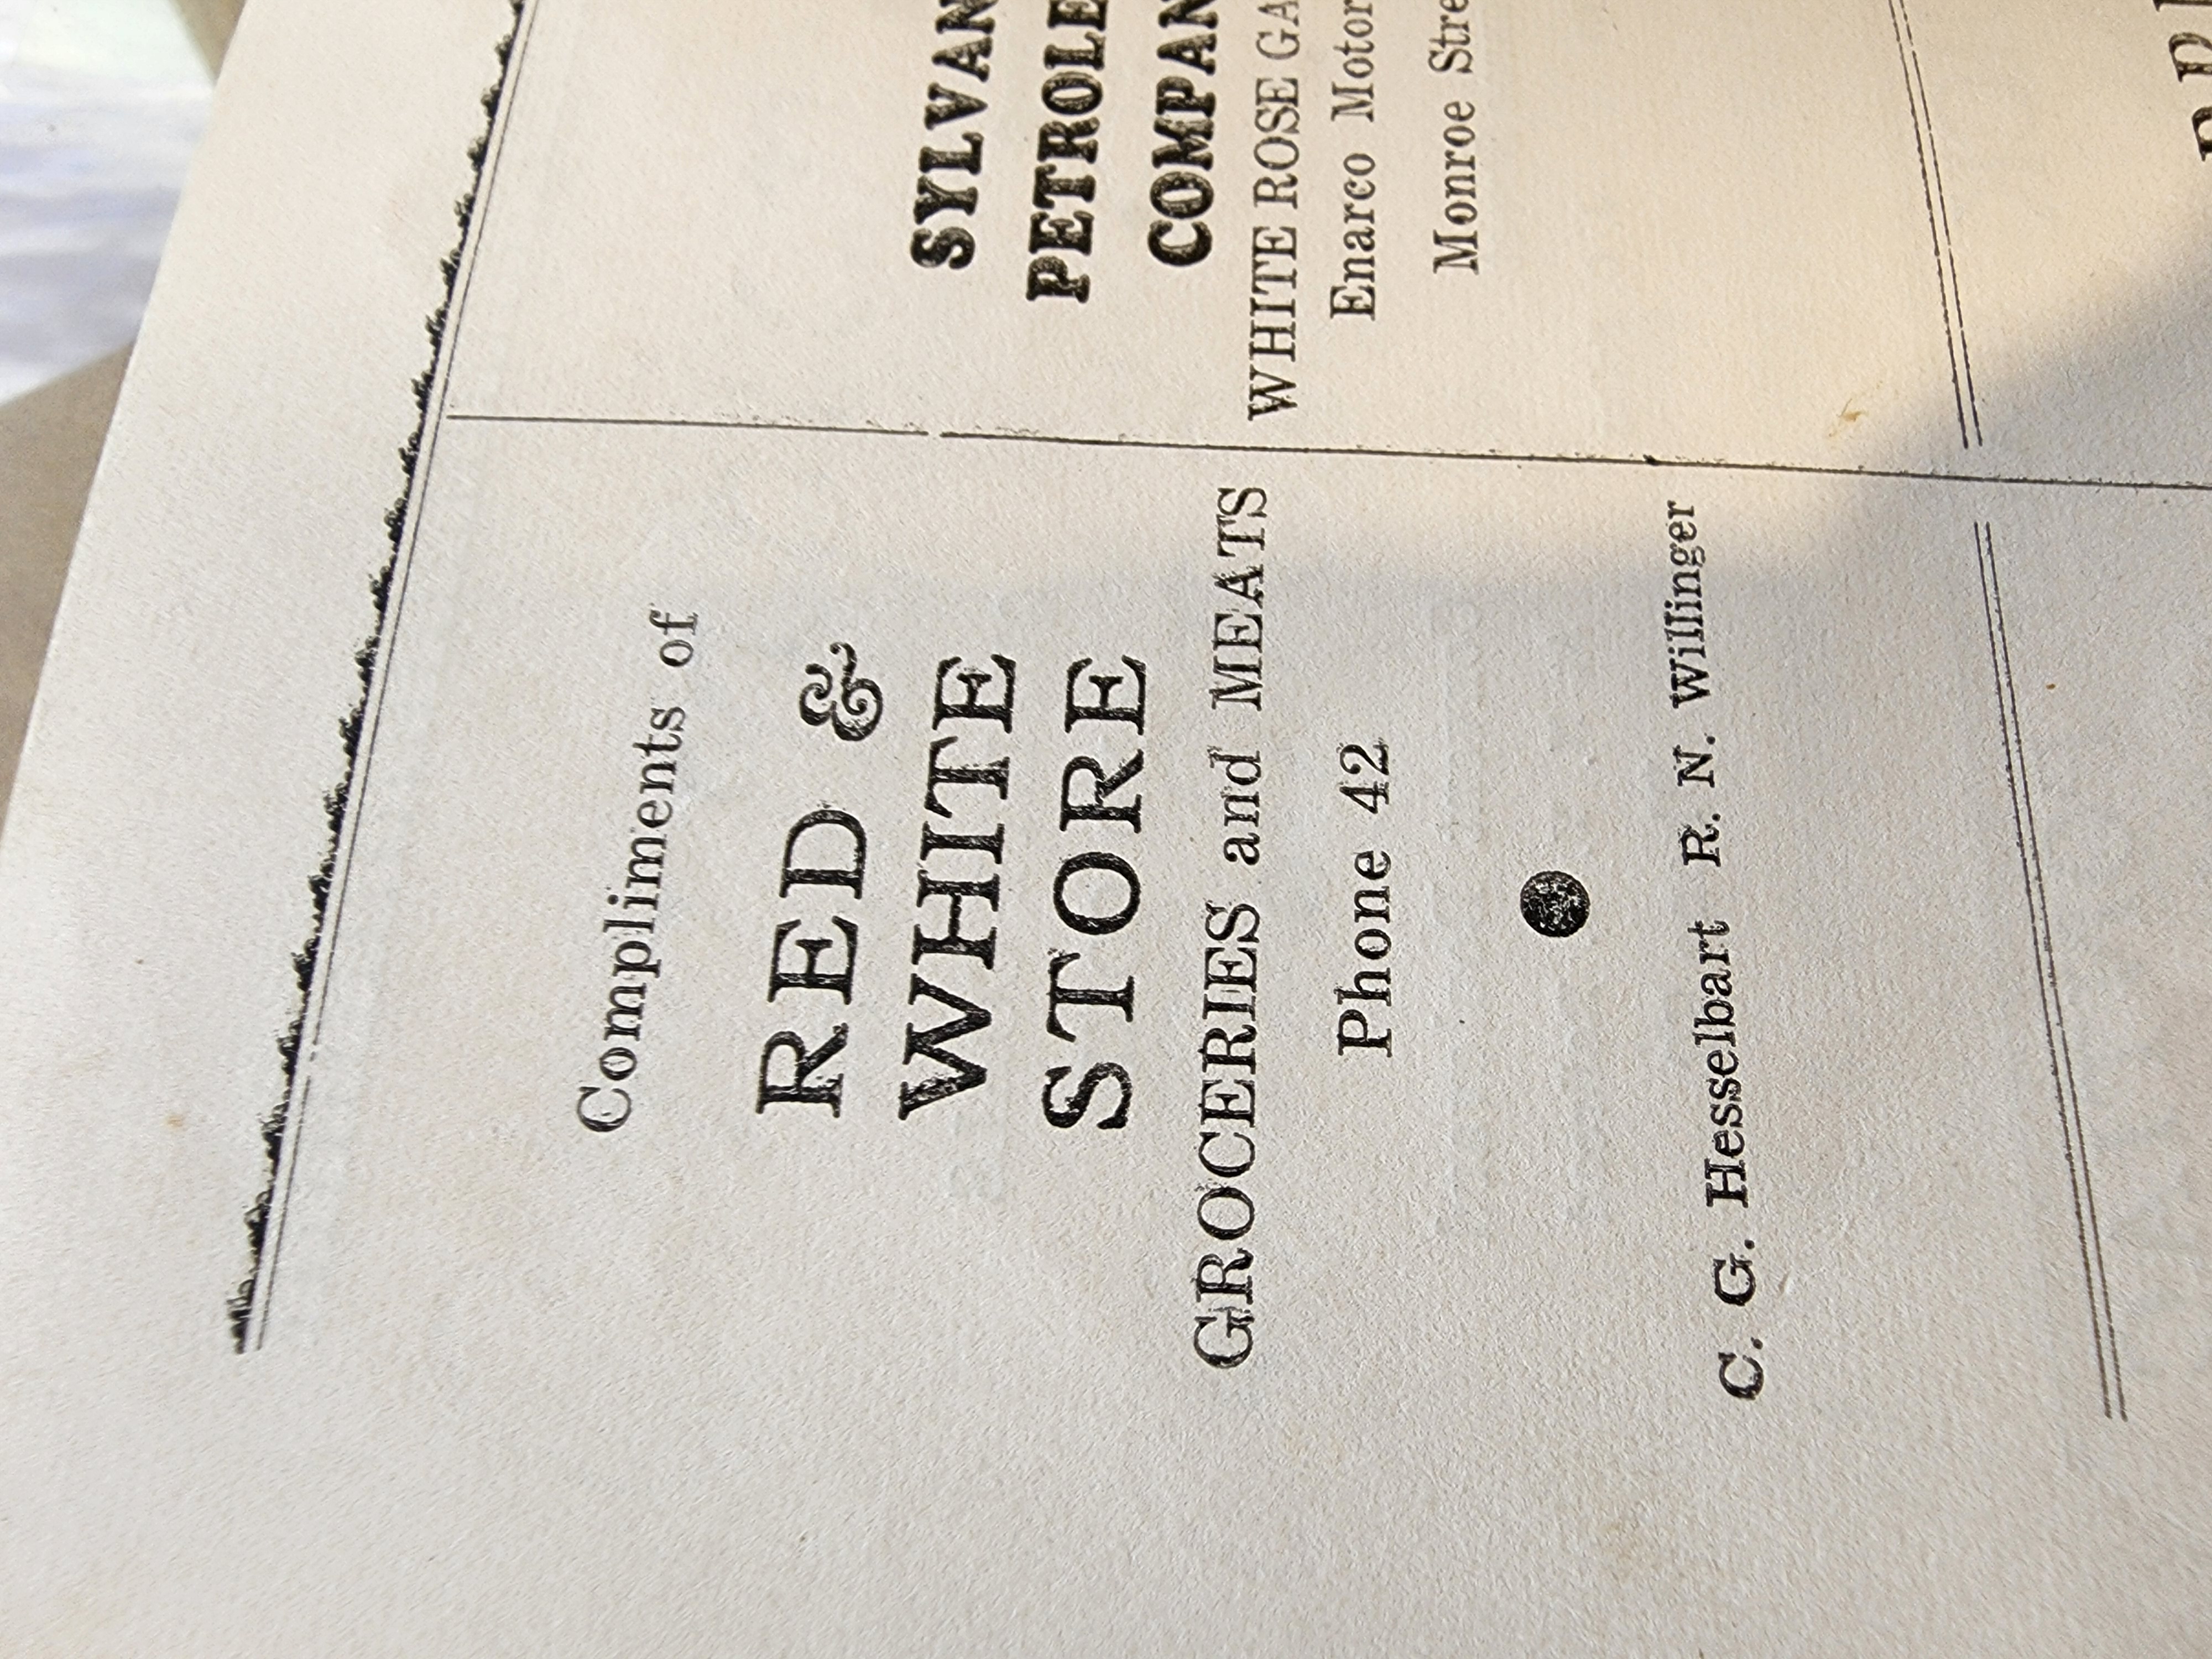 Compliments of
RED &
WHITE
STORE
GROCERIES and MEATS
Phone 42
C. G. Hesselbart R. N. Willinger
SYLVAN
PETROLE
COMPAN
WHITE ROSE GA
Enarco Motor
Monroe Stre